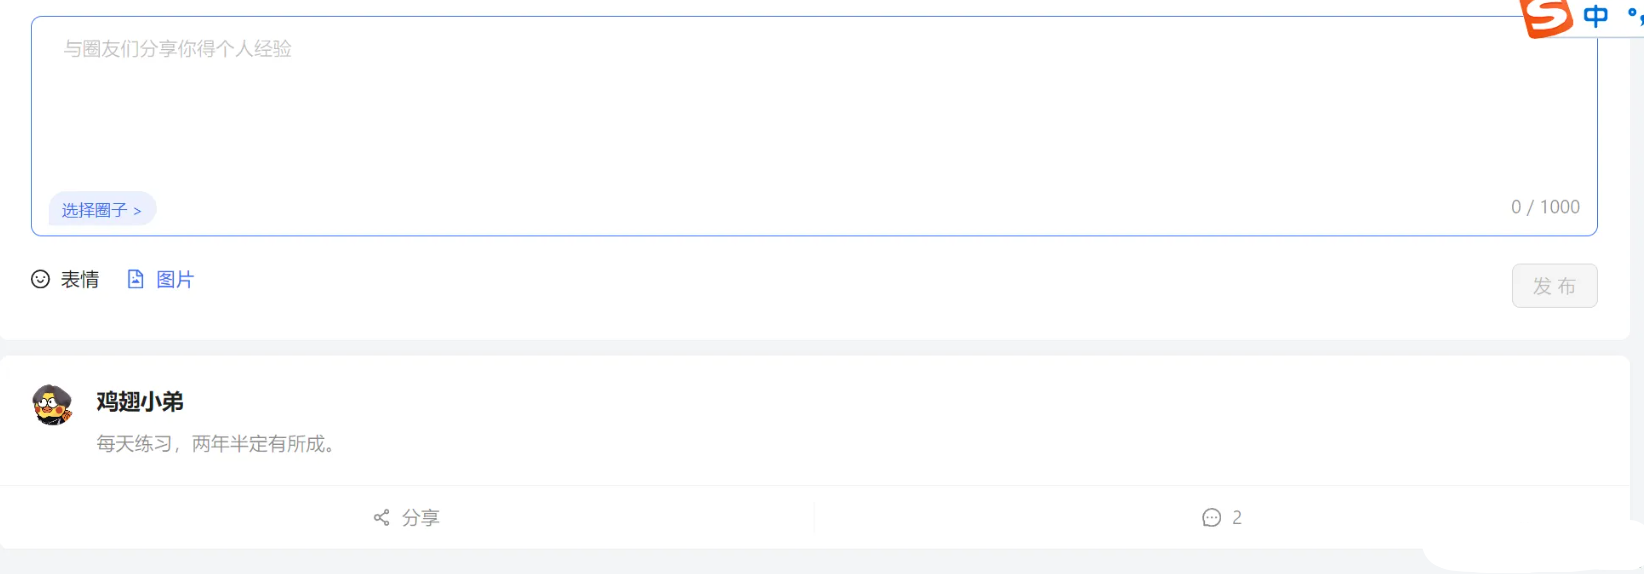 中
与圈友们分享你得个人经验
选择圈子 >
0 / 1000
表情 图片
发布
鸡翅小弟
每天练习，两年半定有所成。
分享
2